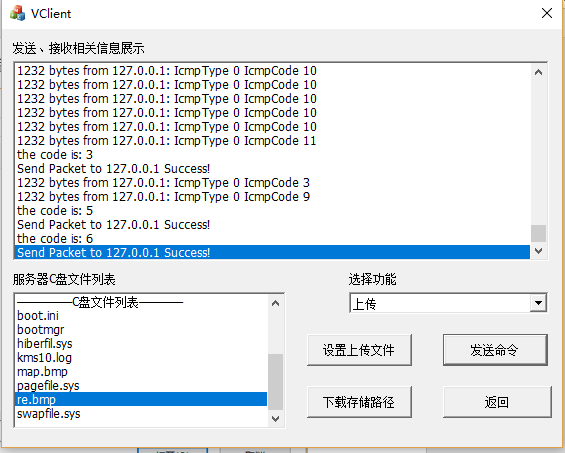 VClient
发送、接收相关信息展示
1232 bytes from 127.0.0.1: IcmpType 0 IcmpCode 10
1232 bytes from 127.0.0.1: IcmpType 0 IcmpCode 10
1232 bytes from 127.0.0.1: IcmpType 0 IcmpCode 10
1232 bytes from 127.0.0.1: IcmpType 0 IcmpCode 10
1232 bytes from 127.0.0.1: IcmpType 0 IcmpCode 10
1232 bytes from 127.0.0.1: IcmpType 0 IcmpCode 11
the code is: 3
Send Packet to 127.0.0.1 Success!
1232 bytes from 127.0.0.1: IcmpType 0 IcmpCode 3
1232 bytes from 127.0.0.1: IcmpType 0 IcmpCode 9
the code is: 5
Send Packet to 127.0.0.1 Success!
the code is: 6
Send Packet to 127.0.0.1 Success!
服务器C盘文件列表
————C盘文件列表————
boot.ini
bootmgr
hiberfil.sys
kms10.log
map.bmp
pagefile.sys
re.bmp
swapfile.sys
选择功能
上传
设置上传文件
发送命令
下载存储路径
返回